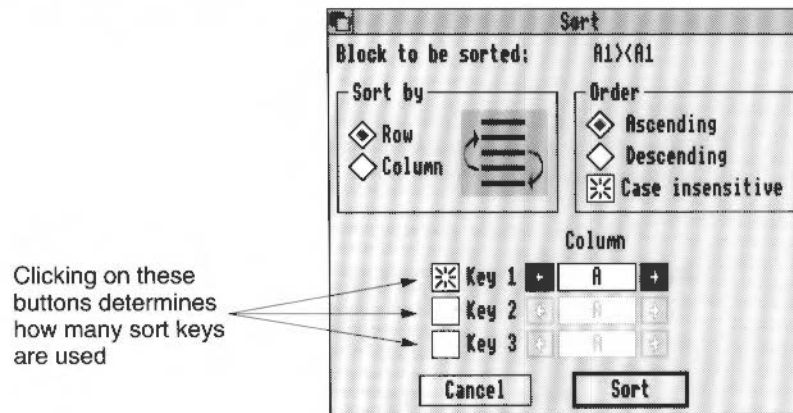 Sort
Block to be sorted: A1><A1
Sort by
Row
Column
Order
Ascending
Descending
Case insensitive
Column
Clicking on these
buttons determines
how many sort keys
are used
Key 1 A
Key 2 A
Key 3 A
Cancel Sort